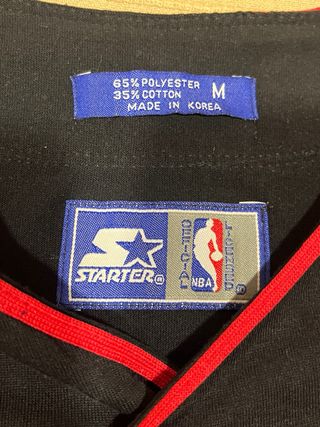 65% POLYESTER
35% COTTON M
MADE IN KOREA
STARTER®
OFFICIAL
NBA
LICENSED